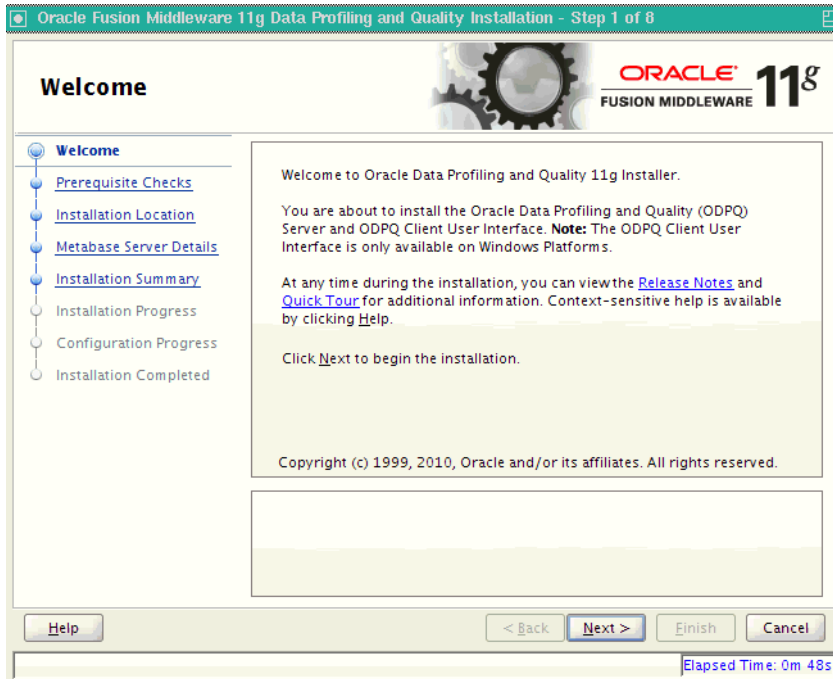 Oracle Fusion Middleware 11g Data Profiling and Quality Installation - Step 1 of 8
Welcome
ORACLE
FUSION MIDDLEWARE
11g
Welcome
Prerequisite Checks
Installation Location
Metabase Server Details
Installation Summary
Installation Progress
Configuration Progress
Installation Completed
Welcome to Oracle Data Profiling and Quality 11g Installer.
You are about to install the Oracle Data Profiling and Quality (ODPQ)
Server and ODPQ Client User Interface. Note: The ODPQ Client User
Interface is only available on Windows Platforms.
At any time during the installation, you can view the Release Notes and
Quick Tour for additional information. Context-sensitive help is available
by clicking Help.
Click Next to begin the installation.
Copyright (c) 1999, 2010, Oracle and/or its affiliates. All rights reserved.
Help
< Back
Next >
Finish
Cancel
Elapsed Time: 0m 48s